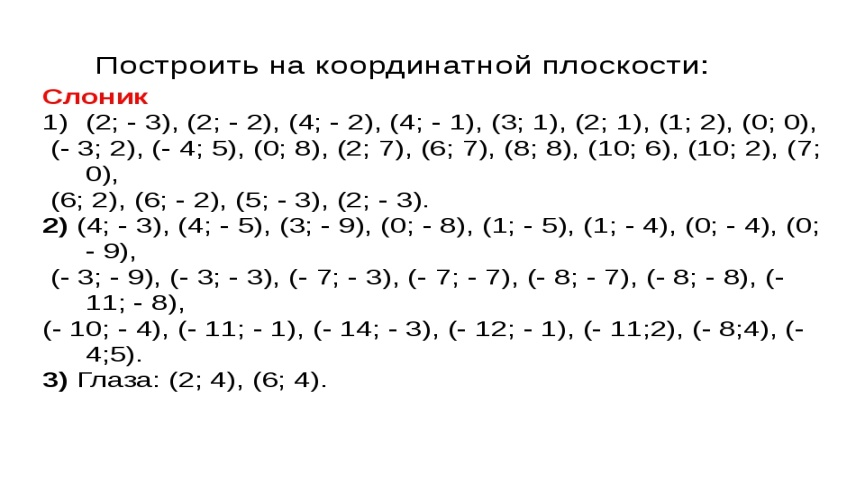 Построить на координатной плоскости:
Слоник
1) (2; - 3), (2; - 2), (4; - 2), (4; - 1), (3; 1), (2; 1), (1; 2), (0; 0),
(- 3; 2), (- 4; 5), (0; 8), (2; 7), (6; 7), (8; 8), (10; 6), (10; 2), (7;
0),
(6; 2), (6; - 2), (5; - 3), (2; - 3).
2) (4; - 3), (4; - 5), (3; - 9), (0; - 8), (1; - 5), (1; - 4), (0; - 4), (0;
- 9),
(- 3; - 9), (- 3; - 3), (- 7; - 3), (- 7; - 7), (- 8; - 7), (- 8; - 8), (-
11; - 8),
(- 10; - 4), (- 11; - 1), (- 14; - 3), (- 12; - 1), (- 11;2), (- 8;4), (-
4;5).
3) Глаза: (2; 4), (6; 4).